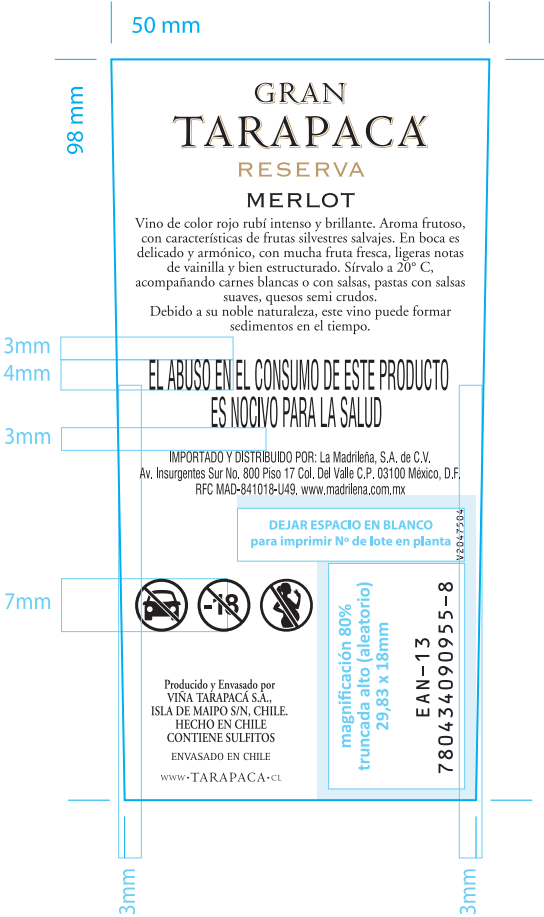 50 mm
98 mm
GRAN
TARAPACÁ
RESERVA
MERLOT
Vino de color rojo rubí intenso y brillante. Aroma frutoso,
con características de frutas silvestres salvajes. En boca es
delicado y armónico, con mucha fruta fresca, ligeras notas
de vainilla y bien estructurado. Sírvalo a 20° C,
acompañando carnes blancas o con salsas, pastas con salsas
suaves, quesos semi crudos.
Debido a su noble naturaleza, este vino puede formar
sedimentos en el tiempo.
3mm
4mm
EL ABUSO EN EL CONSUMO DE ESTE PRODUCTO
ES NOCIVO PARA LA SALUD
3mm
IMPORTADO Y DISTRIBUIDO POR: La Madrileña, S.A. de C.V.
Av. Insurgentes Sur No. 800 Piso 17 Col. Del Valle C.P. 03100 México, D.F.
RFC MAD-841018-U49, www.madrilena.com.mx
DEJAR ESPACIO EN BLANCO
para imprimir Nº de lote en planta
V2047504
7mm
-18
magnificación 80%
truncada alto (aleatorio)
29,83 x 18mm
EAN-13
780434090955-8
Producido y Envasado por
VIÑA TARAPACÁ S.A.,
ISLA DE MAIPO S/N, CHILE.
HECHO EN CHILE
CONTIENE SULFITOS
ENVASADO EN CHILE
WWW•TARAPACA•CL
3mm
3mm